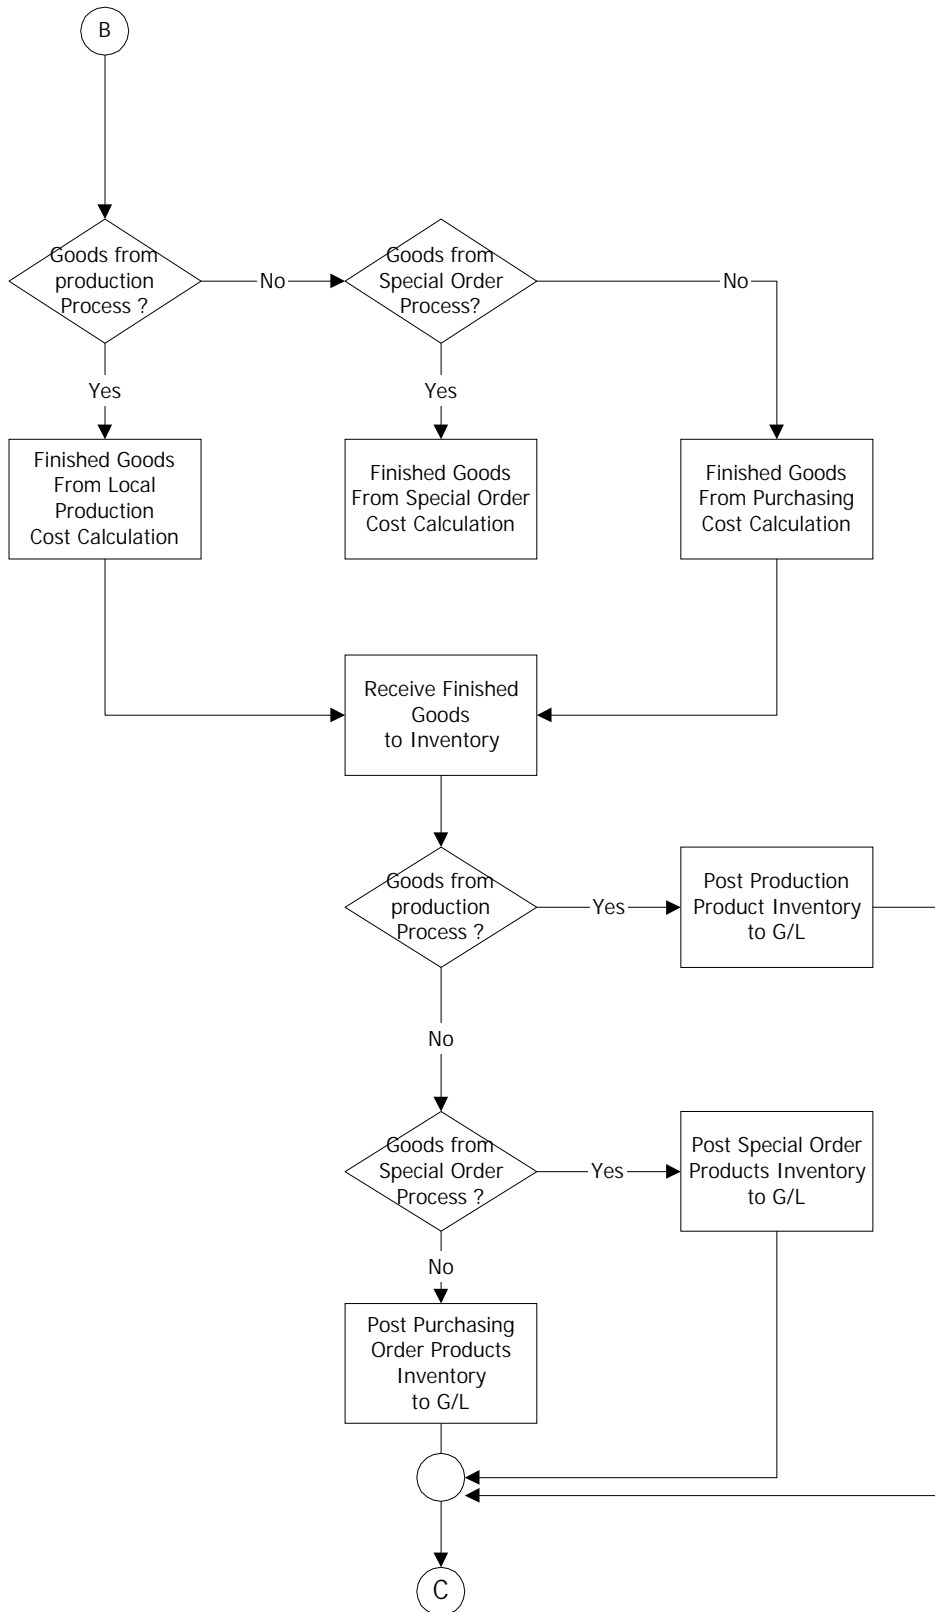 B
Goods from
production
Process ?
No
Goods from
Special Order
Process?
No
Yes
Yes
Finished Goods
From Local
Production
Cost Calculation
Finished Goods
From Special Order
Cost Calculation
Finished Goods
From Purchasing
Cost Calculation
Receive Finished
Goods
to Inventory
Goods from
production
Process ?
Yes
Post Production
Product Inventory
to G/L
No
Goods from
Special Order
Process ?
Yes
Post Special Order
Products Inventory
to G/L
No
Post Purchasing
Order Products
Inventory
to G/L
C